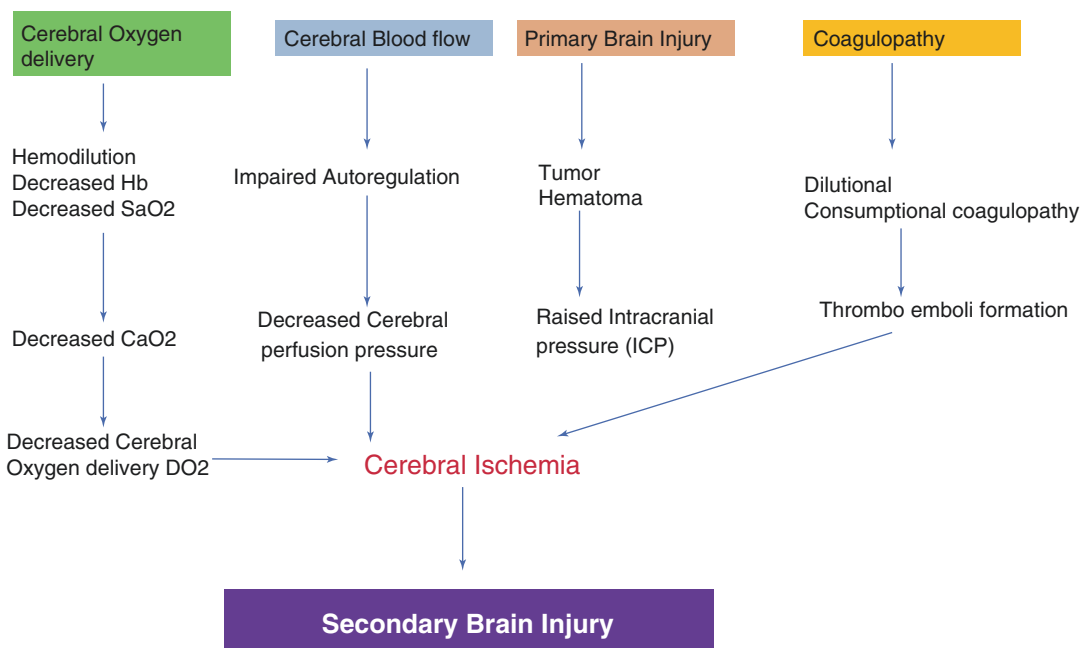 Cerebral Oxygen
delivery
Cerebral Blood flow
Primary Brain Injury
Coagulopathy
Hemodilution
Decreased Hb
Decreased SaO2
Impaired Autoregulation
Tumor
Hematoma
Dilutional
Consumptional coagulopathy
Decreased CaO2
Decreased Cerebral
perfusion pressure
Raised Intracranial
pressure (ICP)
Thrombo emboli formation
Decreased Cerebral
Oxygen delivery DO2
Cerebral Ischemia
Secondary Brain Injury